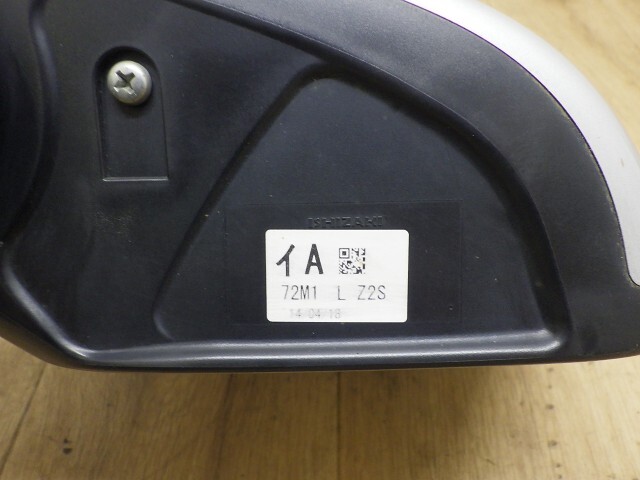 ISHIZAKI
イA
72M1 L Z2S
14 04 18